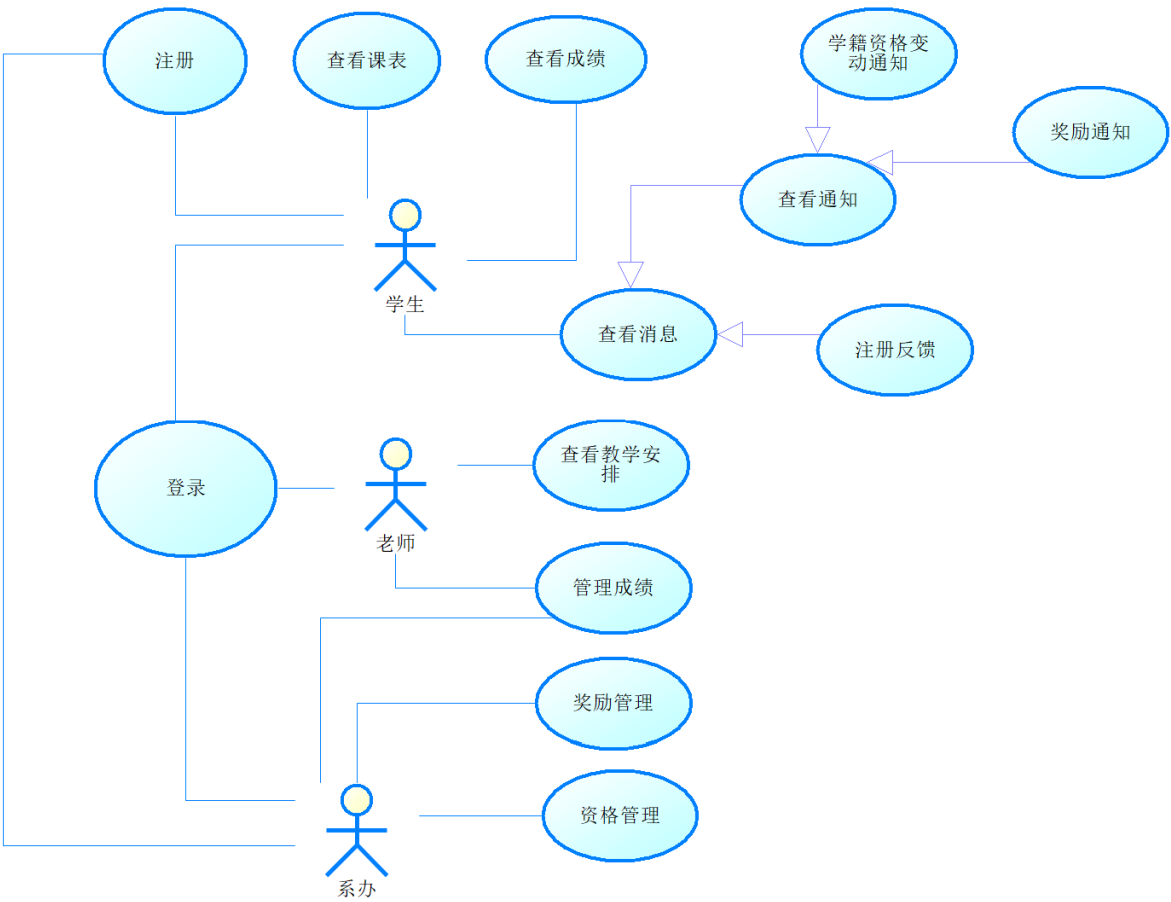 注册
查看课表
查看成绩
学籍资格变
动通知
奖励通知
查看通知
学生
查看消息
注册反馈
查看教学安
排
登录
老师
管理成绩
奖励管理
资格管理
系办